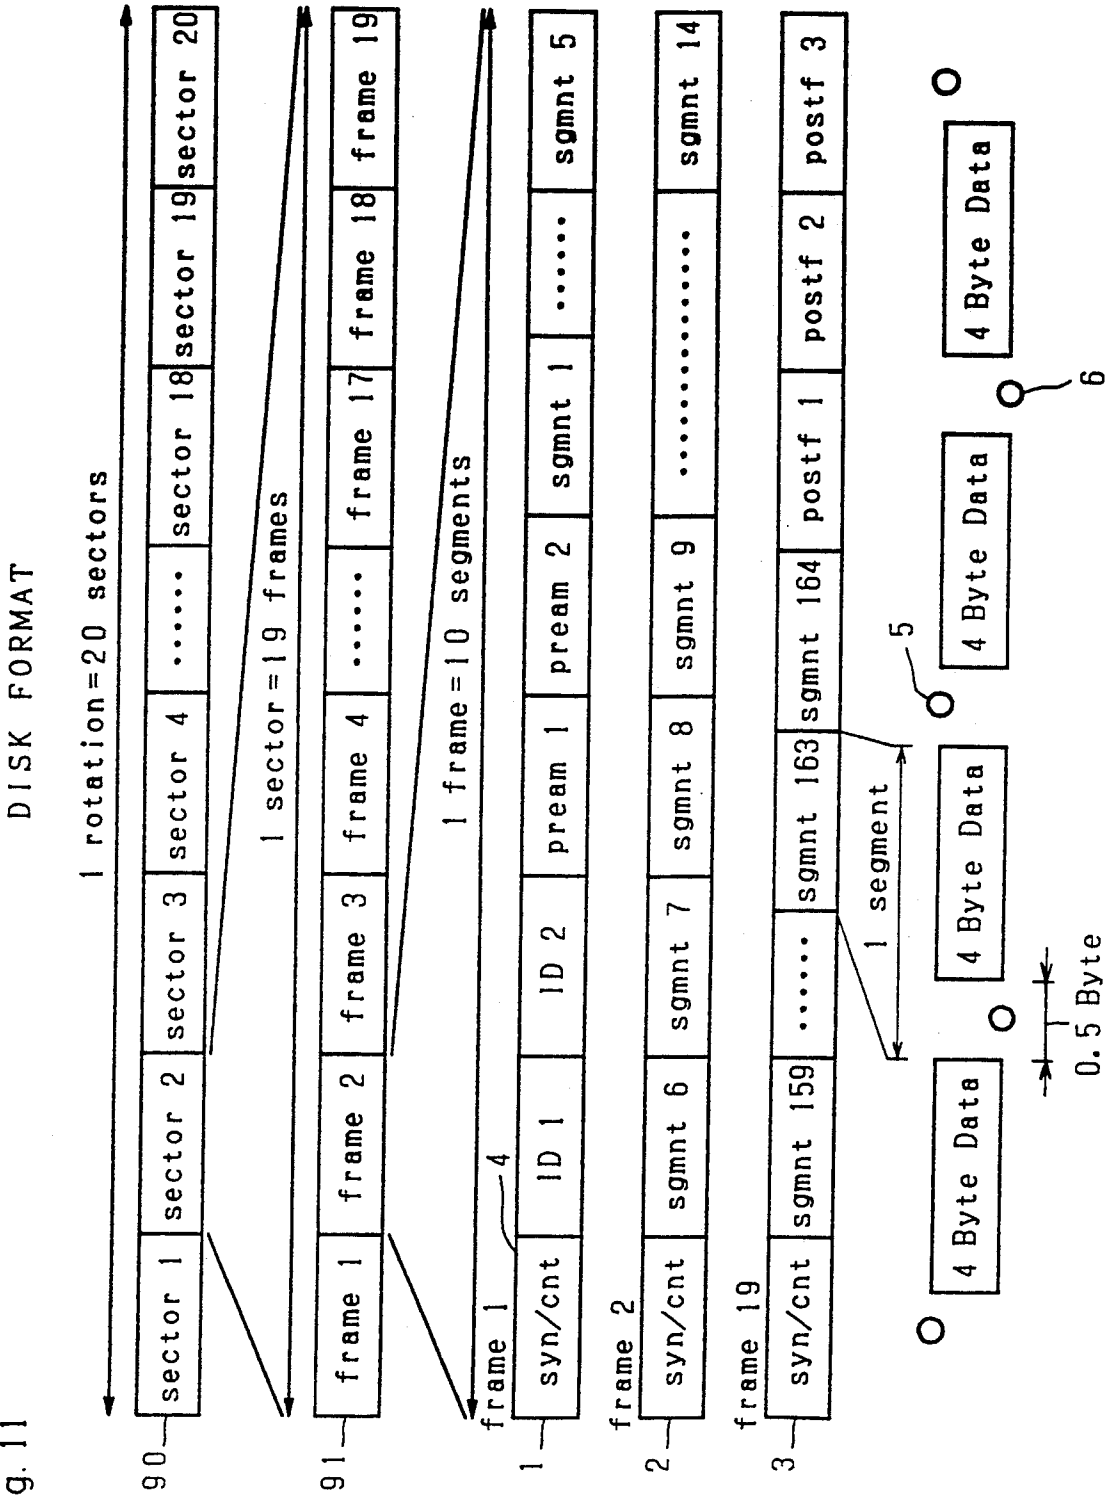 g. 11
DISK FORMAT
1 rotation=20 sectors
90
sector 1 sector 2 sector 3 sector 4 ...... sector 18 sector 19 sector 20
1 sector=19 frames
91
frame 1 frame 2 frame 3 frame 4 ...... frame 17 frame 18 frame 19
1 frame=10 segments
frame 1
4
1
syn/cnt ID 1 ID 2 pream 1 pream 2 sgmnt 1 ...... sgmnt 5
frame 2
2
syn/cnt sgmnt 6 sgmnt 7 sgmnt 8 sgmnt 9 ............. sgmnt 14
frame 19
3
syn/cnt sgmnt 159 ...... sgmnt 163 sgmnt 164 postf 1 postf 2 postf 3
1 segment
5
4 Byte Data 4 Byte Data 4 Byte Data 4 Byte Data
6
0.5 Byte